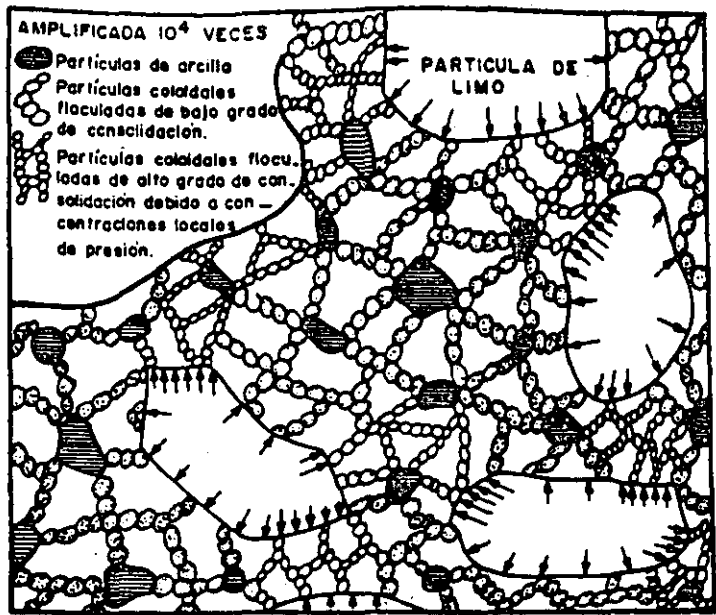 AMPLIFICADA 10⁴ VECES
Partículas de arcilla
Partículas coloidales
floculadas de bajo grado
de consolidación.
Partículas coloidales flocu-
ladas de alto grado de con-
solidación debido a con-
centraciones locales
de presión.
PARTICULA DE
LIMO